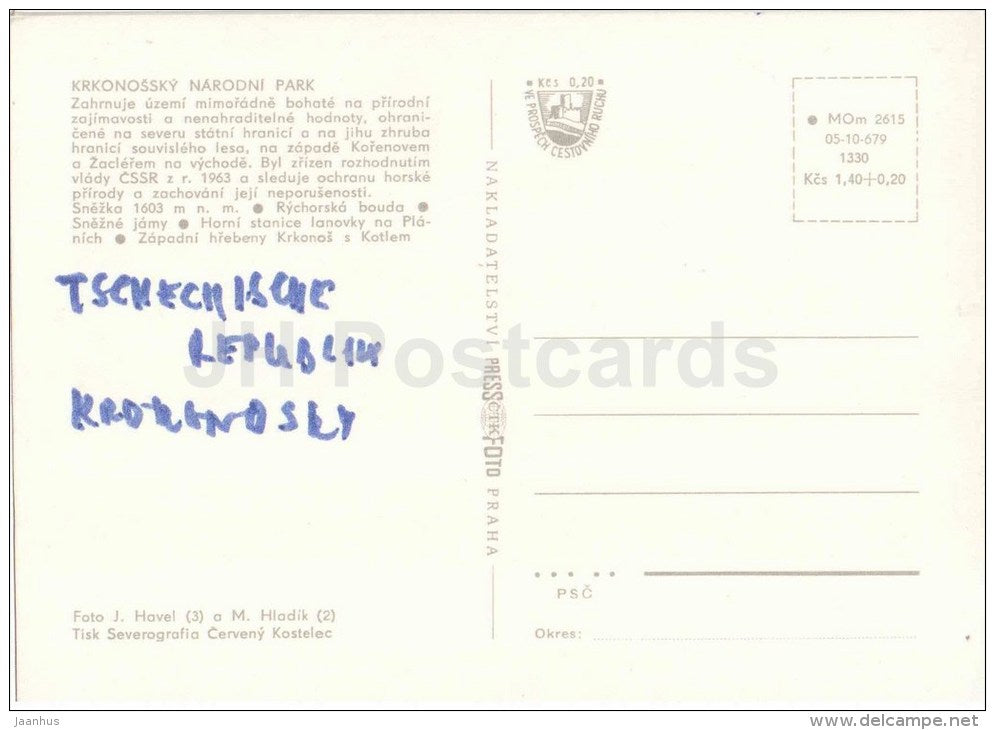 KRKONOŠSKÝ NÁRODNÍ PARK
Zahrnuje území mimořádně bohaté na přírodní
zajímavosti a nenahraditelné hodnoty, ohrani-
čené na severu státní hranicí a na jihu zhruba
hranicí souvislého lesa, na západě Kořenovem
a Žacléřem na východě. Byl zřízen rozhodnutím
vlády ČSSR z r. 1963 a sleduje ochranu horské
přírody a zachování její neporušenosti.
Sněžka 1603 m n. m. ● Rýchorská bouda ●
Sněžné jámy ● Horní stanice lanovky na Plá-
ních ● Západní hřebeny Krkonoš s Kotlem
TSCHECHISCHE
REPUBLIK
Foto J. Havel (3) a M. Hladík (2)
Tisk Severografia Červený Kostelec
NAKLADATELSTVÍ PRESSFOTO ČTK PRAHA
Kčs 0,20
VE PROSPĚCH CESTOVNÍHO RUCHU
● MOm 2615
05-10-679
1330
Kčs 1,40+0,20
PSČ
Okres:
JH Postcards
jaanhus
www.delcampe.net